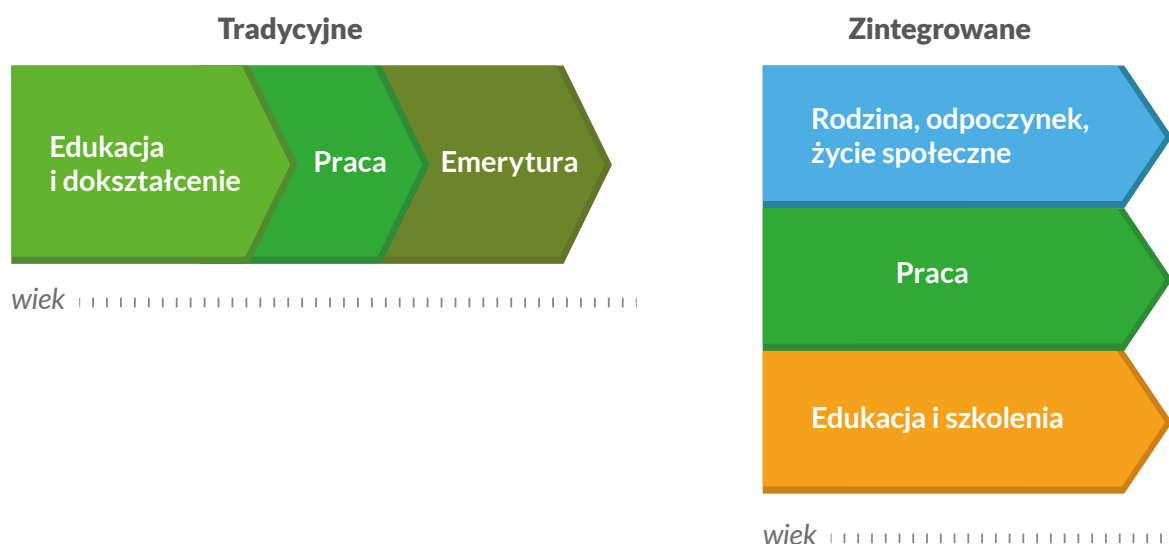 Tradycyjne
Edukacja
i dokształcenie
Praca
Emerytura
wiek
Zintegrowane
Rodzina, odpoczynek,
życie społeczne
Praca
Edukacja i szkolenia
wiek